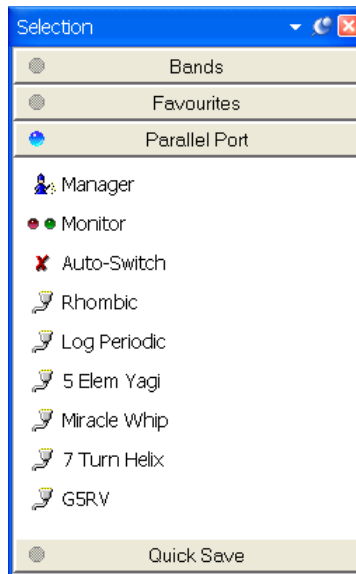 Selection
Bands
Favourites
Parallel Port
Manager
Monitor
Auto-Switch
Rhombic
Log Periodic
5 Elem Yagi
Miracle Whip
7 Turn Helix
G5RV
Quick Save